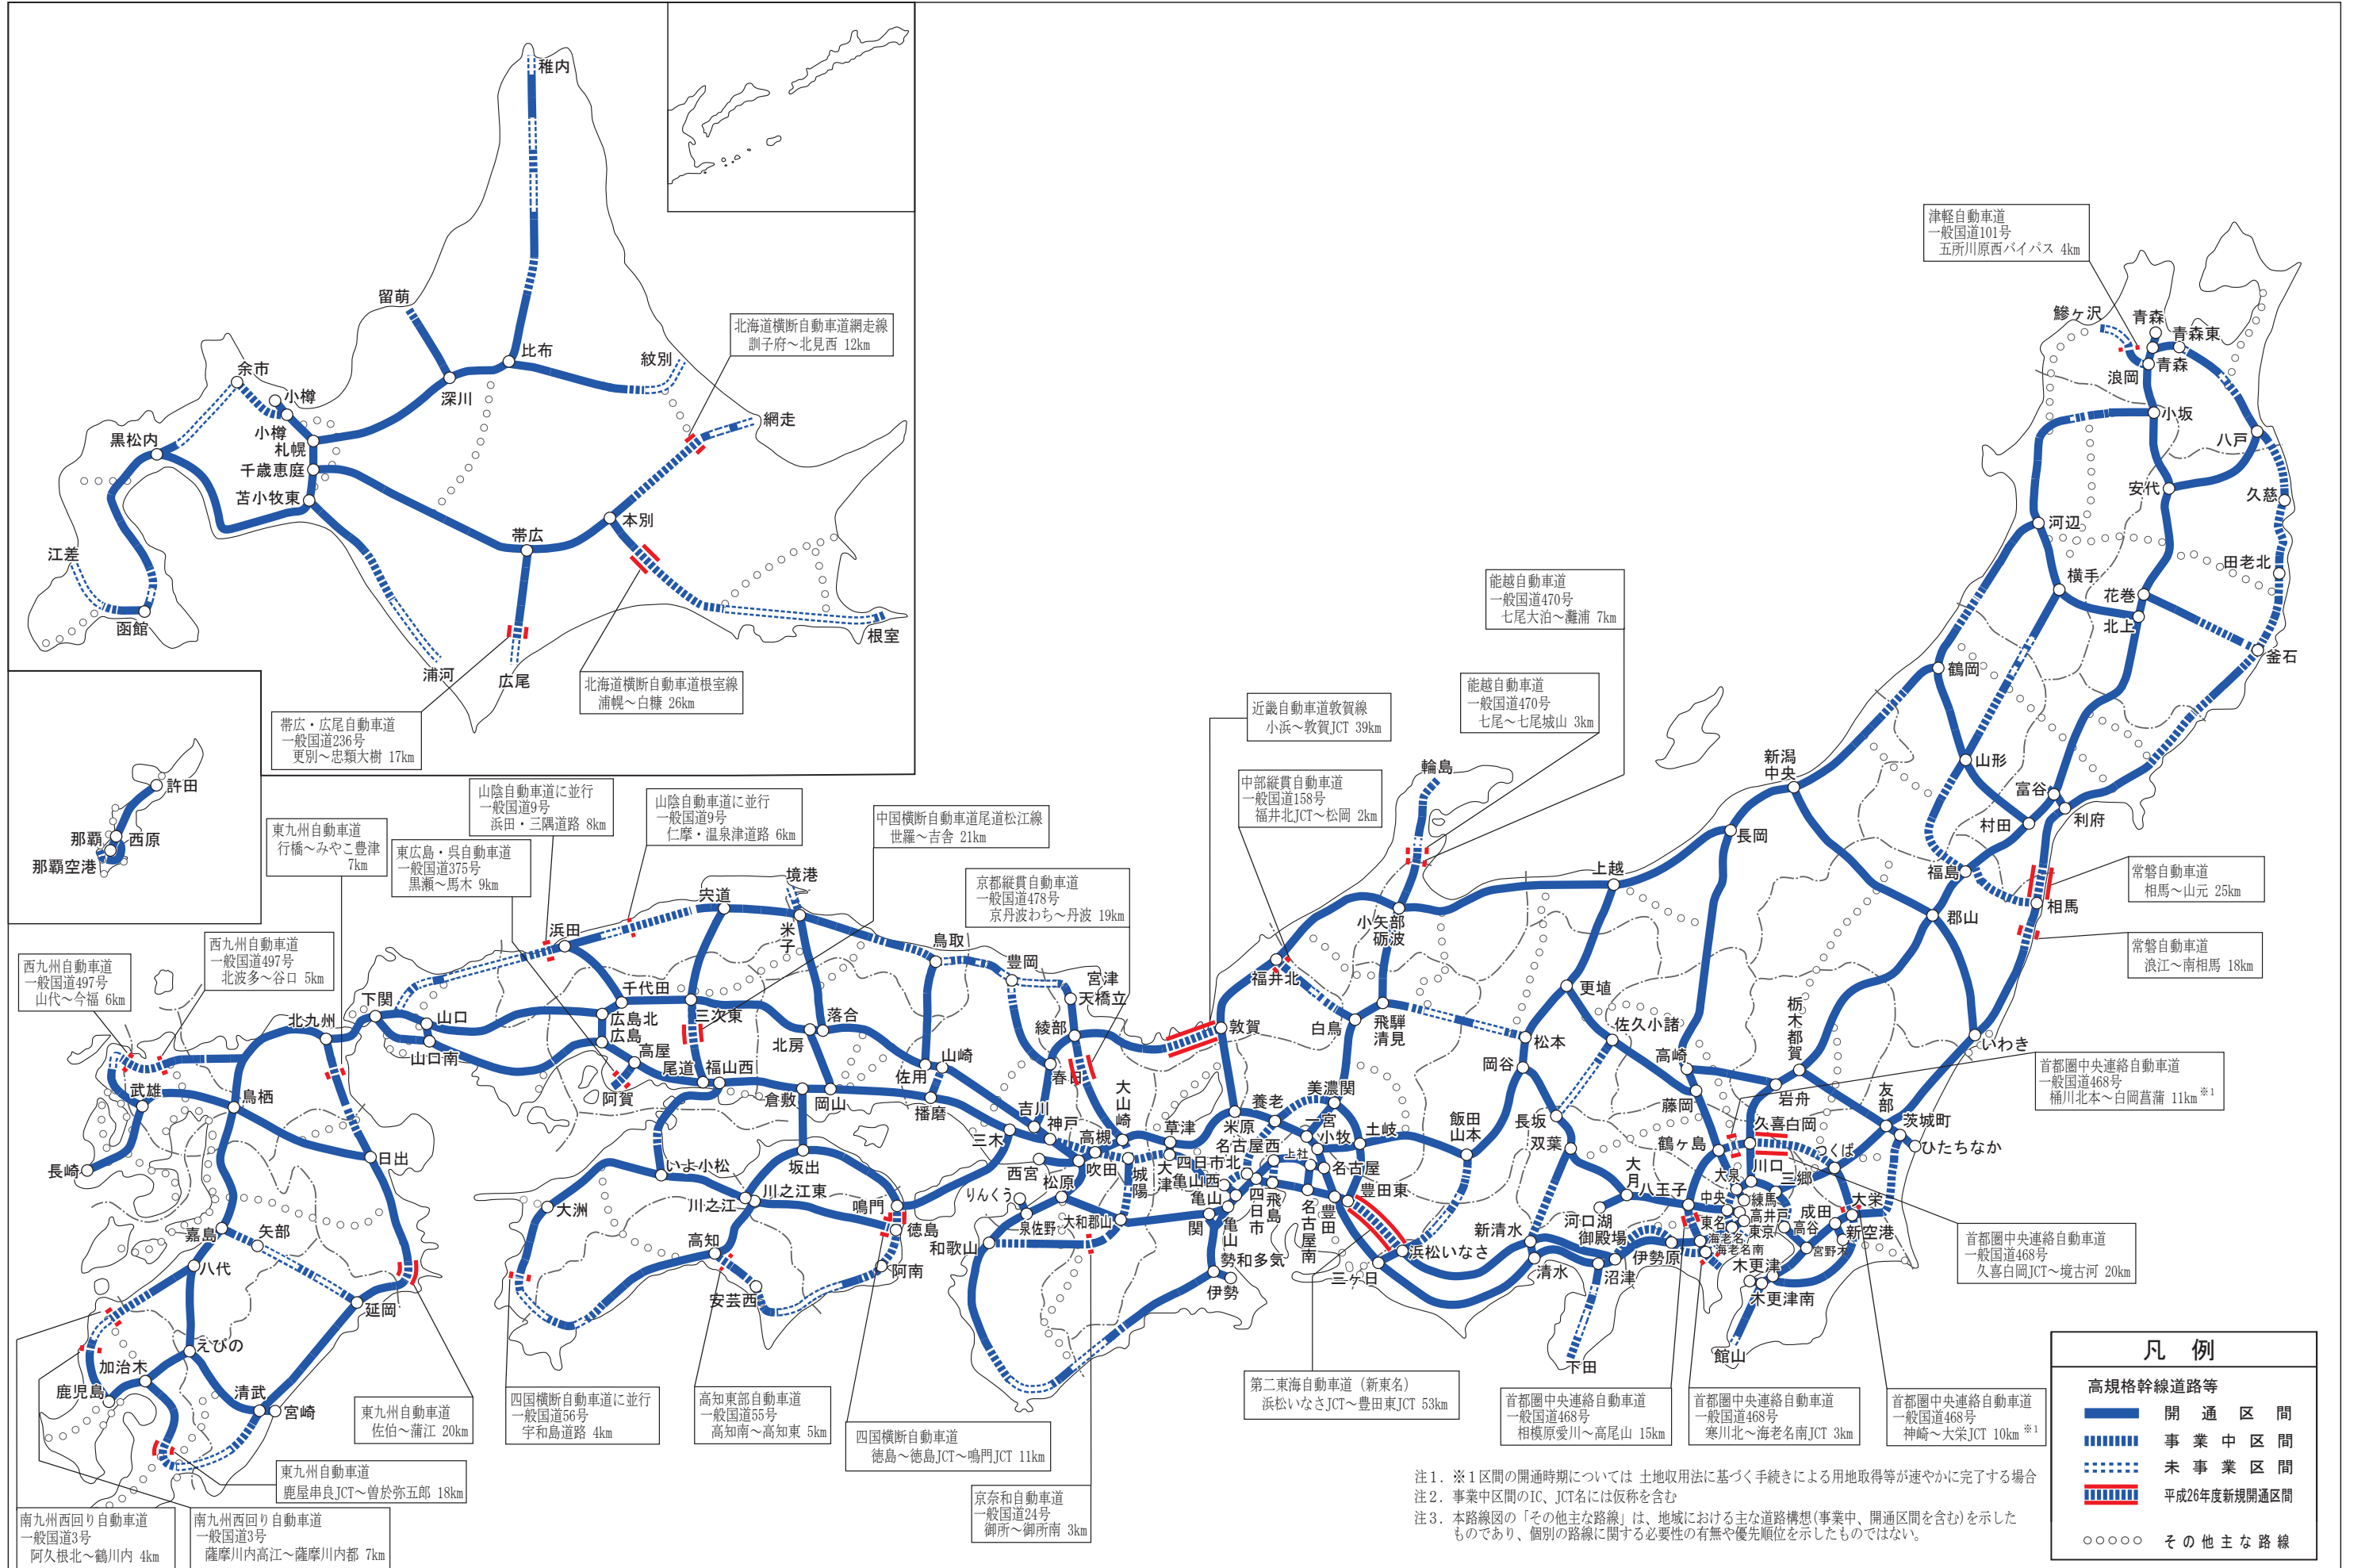 稚内
留萌
比布
紋別
北海道横断自動車道網走線
訓子府～北見西 12km
余市
小樽
深川
網走
小樽
札幌
黒松内
千歳恵庭
苫小牧東
帯広
本別
江差
函館
浦河
広尾
根室
帯広・広尾自動車道
一般国道236号
更別～忠類大樹 17km
北海道横断自動車道根室線
浦幌～白糠 26km
許田
那覇
西原
那覇空港
津軽自動車道
一般国道101号
五所川原西バイパス 4km
鰺ヶ沢
青森
青森東
青森
浪岡
小坂
八戸
安代
久慈
河辺
田老北
横手
花巻
北上
釜石
鶴岡
山形
富谷
利府
村田
福島
相馬
郡山
常磐自動車道
相馬～山元 25km
常磐自動車道
浪江～南相馬 18km
いわき
新潟
中央
長岡
上越
能越自動車道
一般国道470号
七尾大泊～灘浦 7km
能越自動車道
一般国道470号
七尾～七尾城山 3km
輪島
近畿自動車道敦賀線
小浜～敦賀JCT 39km
中部縦貫自動車道
一般国道158号
福井北JCT～松岡 2km
小矢部
砺波
福井北
白鳥
飛騨
清見
敦賀
更埴
松本
岡谷
佐久小諸
栃木都賀
高崎
藤岡
岩舟
友部
茨城町
ひたちなか
首都圏中央連絡自動車道
一般国道468号
桶川北本～白岡菖蒲 11km※1
久喜白岡
つくば
鶴ヶ島
川口
三郷
大泉
練馬
中央
高井戸
東名
東京
高谷
成田
大栄
新空港
宮野木
八王子
大月
河口湖
御殿場
長坂
双葉
飯田
山本
海老名
海老名南
伊勢原
木更津
木更津南
館山
首都圏中央連絡自動車道
一般国道468号
久喜白岡JCT～境古河 20km
新清水
清水
沼津
下田
浜松いなさ
三ヶ日
豊田東
豊田
名古屋
名古屋南
上社
小牧
一宮
美濃関
土岐
養老
米原
名古屋西
四日市北
四日市
飛島
亀山西
亀山
亀山
関
勢和多気
伊勢
草津
大津
大山崎
高槻
吹田
城陽
大和郡山
松原
西宮
神戸
吉川
三木
りんくう
泉佐野
和歌山
山陰自動車道に並行
一般国道9号
浜田・三隅道路 8km
山陰自動車道に並行
一般国道9号
仁摩・温泉津道路 6km
中国横断自動車道尾道松江線
世羅～吉舎 21km
東九州自動車道
行橋～みやこ豊津
7km
東広島・呉自動車道
一般国道375号
黒瀬～馬木 9km
京都縦貫自動車道
一般国道478号
京丹波わち～丹波 19km
西九州自動車道
一般国道497号
山代～今福 6km
西九州自動車道
一般国道497号
北波多～谷口 5km
宍道
境港
米子
鳥取
豊岡
宮津
天橋立
綾部
春日
浜田
千代田
三次東
広島北
広島
高屋
阿賀
尾道
福山西
落合
北房
倉敷
岡山
佐用
山崎
播磨
坂出
下関
山口
山口南
北九州
武雄
鳥栖
長崎
日出
嘉島
矢部
八代
延岡
えびの
加治木
鹿児島
清武
宮崎
いよ小松
川之江
川之江東
大洲
高知
安芸西
鳴門
徳島
阿南
東九州自動車道
佐伯～蒲江 20km
東九州自動車道
鹿屋串良JCT～曽於弥五郎 18km
南九州西回り自動車道
一般国道3号
阿久根北～鶴川内 4km
南九州西回り自動車道
一般国道3号
薩摩川内高江～薩摩川内都 7km
四国横断自動車道に並行
一般国道56号
宇和島道路 4km
高知東部自動車道
一般国道55号
高知南～高知東 5km
四国横断自動車道
徳島～徳島JCT～鳴門JCT 11km
京奈和自動車道
一般国道24号
御所～御所南 3km
第二東海自動車道（新東名）
浜松いなさJCT～豊田東JCT 53km
首都圏中央連絡自動車道
一般国道468号
相模原愛川～高尾山 15km
首都圏中央連絡自動車道
一般国道468号
寒川北～海老名南JCT 3km
首都圏中央連絡自動車道
一般国道468号
神崎～大栄JCT 10km※1
凡例
高規格幹線道路等
開通区間
事業中区間
未事業区間
平成26年度新規開通区間
その他主な路線
注1. ※1区間の開通時期については 土地収用法に基づく手続きによる用地取得等が速やかに完了する場合
注2. 事業中区間のIC、JCT名には仮称を含む
注3. 本路線図の「その他主な路線」は、地域における主な道路構想(事業中、開通区間を含む)を示した
ものであり、個別の路線に関する必要性の有無や優先順位を示したものではない。